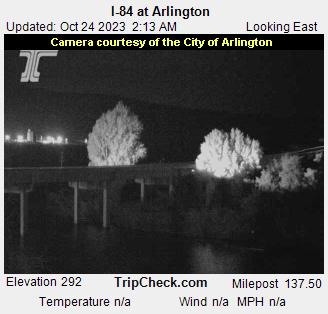 I-84 at Arlington
Updated: Oct 24 2023 2:13 AM Looking East
Camera courtesy of the City of Arlington
Elevation 292 TripCheck.com Milepost 137.50
Temperature n/a Wind n/a MPH n/a